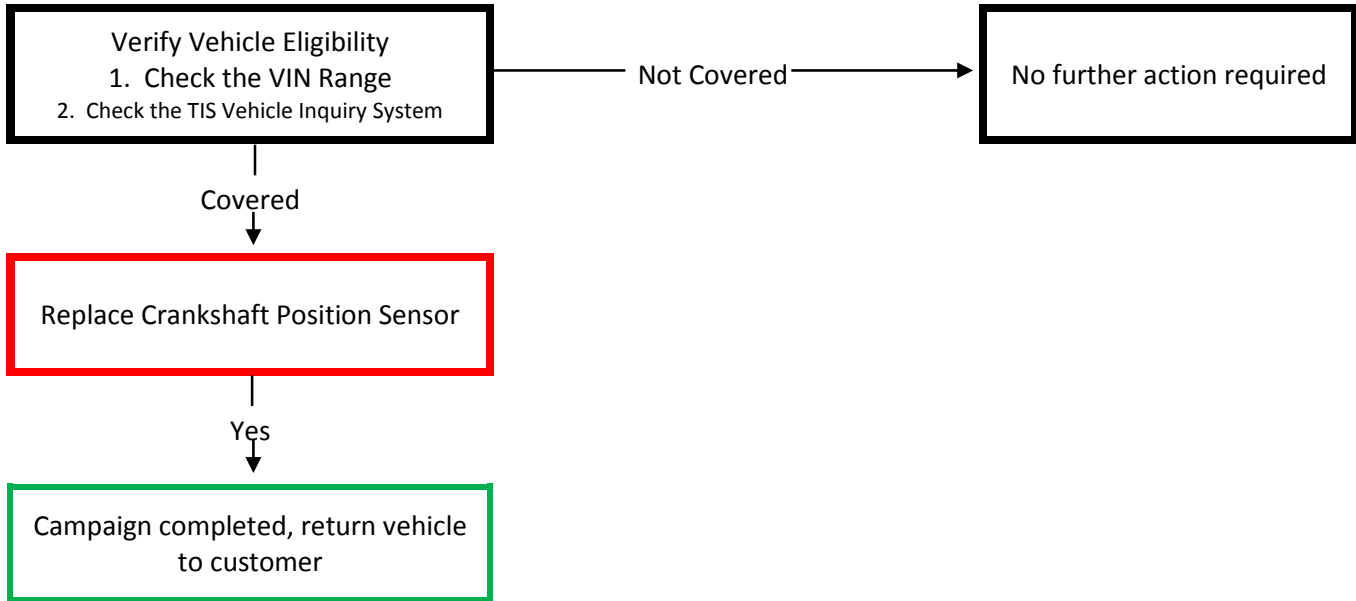 Verify Vehicle Eligibility
1. Check the VIN Range
2. Check the TIS Vehicle Inquiry System
Not Covered
No further action required
Covered
Replace Crankshaft Position Sensor
Yes
Campaign completed, return vehicle
to customer